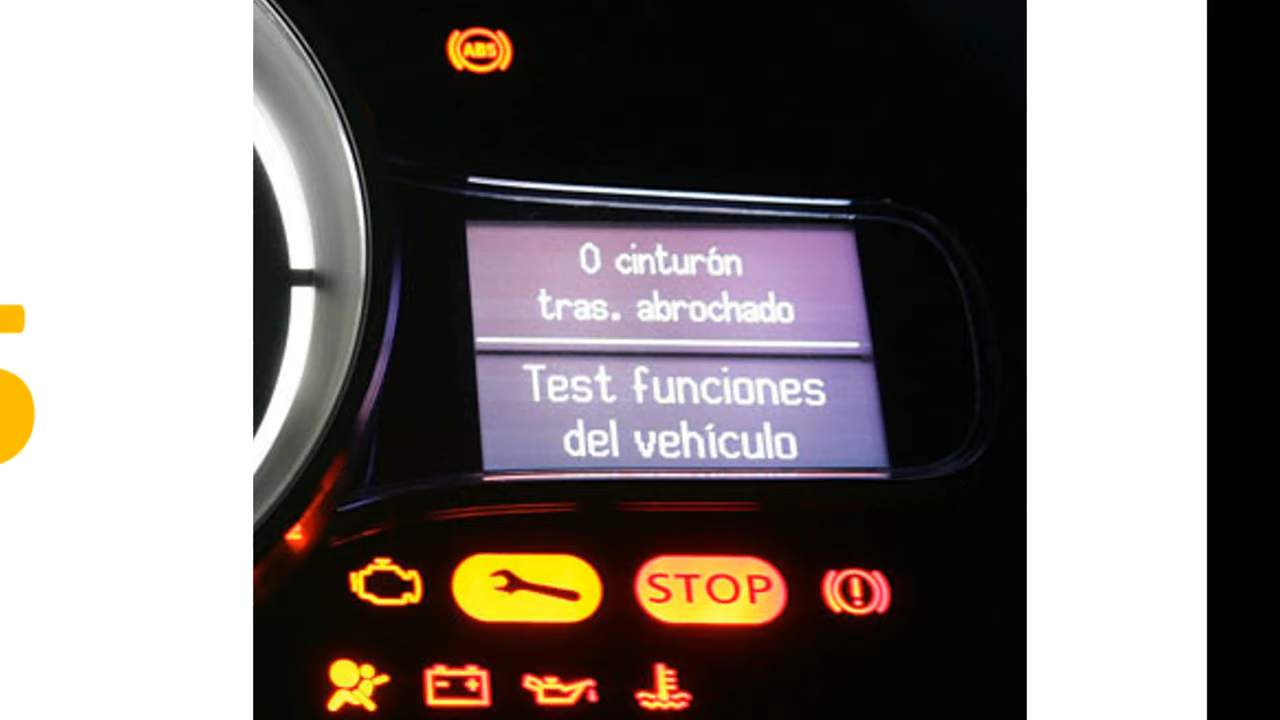 ABS
0 cinturón
tras. abrochado
Test funciones
del vehículo
STOP